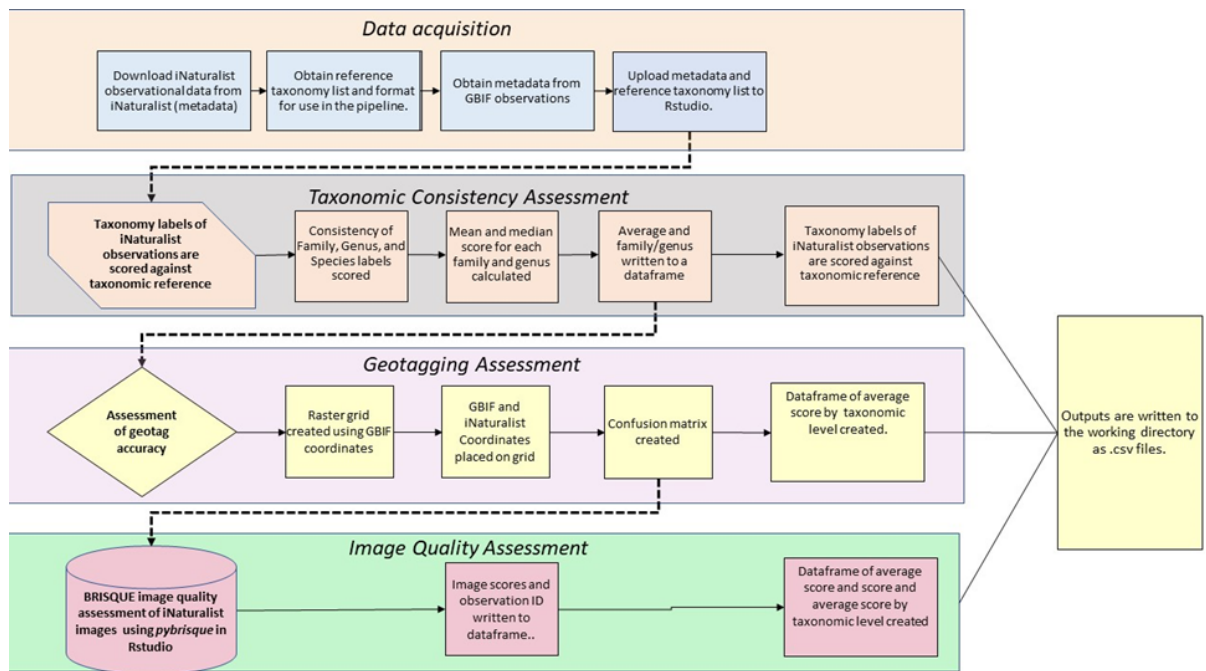 Data acquisition
Download iNaturalist
observational data from
iNaturalist (metadata)
Obtain reference
taxonomy list and format
for use in the pipeline.
Obtain metadata from
GBIF observations
Upload metadata and
reference taxonomy list to
Rstudio.
Taxonomic Consistency Assessment
Taxonomy labels of
iNaturalist
observations are
scored against
taxonomic reference
Consistency of
Family, Genus, and
Species labels
scored
Mean and median
score for each
family and genus
calculated
Average and
family/genus
written to a
dataframe
Taxonomy labels of
iNaturalist observations
are scored against
taxonomic reference
Geotagging Assessment
Assessment
of geotag
accuracy
Raster grid
created using GBIF
coordinates
GBIF and
iNaturalist
Coordinates
placed on grid
Confusion matrix
created
Dataframe of average
score by taxonomic
level created.
Outputs are written to
the working directory
as .csv files.
Image Quality Assessment
BRISQUE image quality
assessment of iNaturalist
images using pybrisque in
Rstudio
Image scores and
observation ID
written to
dataframe..
Dataframe of average
score and score and
average score by
taxonomic level created